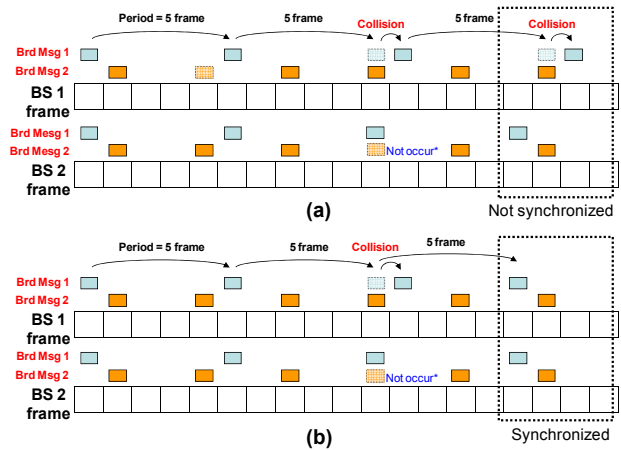 Period = 5 frame 5 frame Collision 5 frame Collision
Brd Msg 1
Brd Msg 2
BS 1
frame
Brd Mesg 1
Brd Mesg 2
Not occur*
BS 2
frame
(a)
Not synchronized
Period = 5 frame 5 frame Collision 5 frame
Brd Msg 1
Brd Msg 2
BS 1
frame
Brd Msg 1
Brd Msg 2
Not occur*
BS 2
frame
(b)
Synchronized